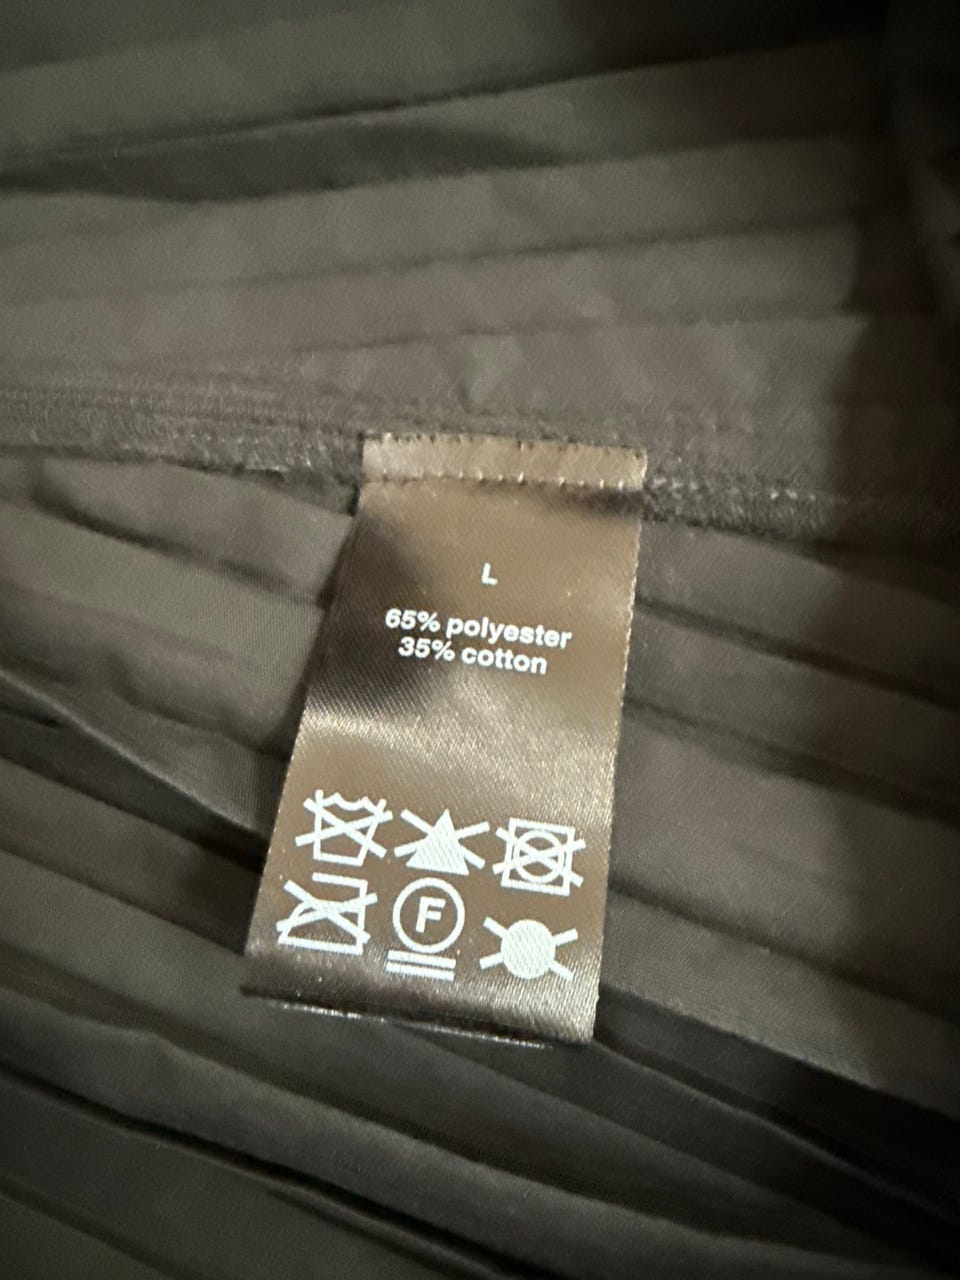 L
65% polyester
35% cotton
F